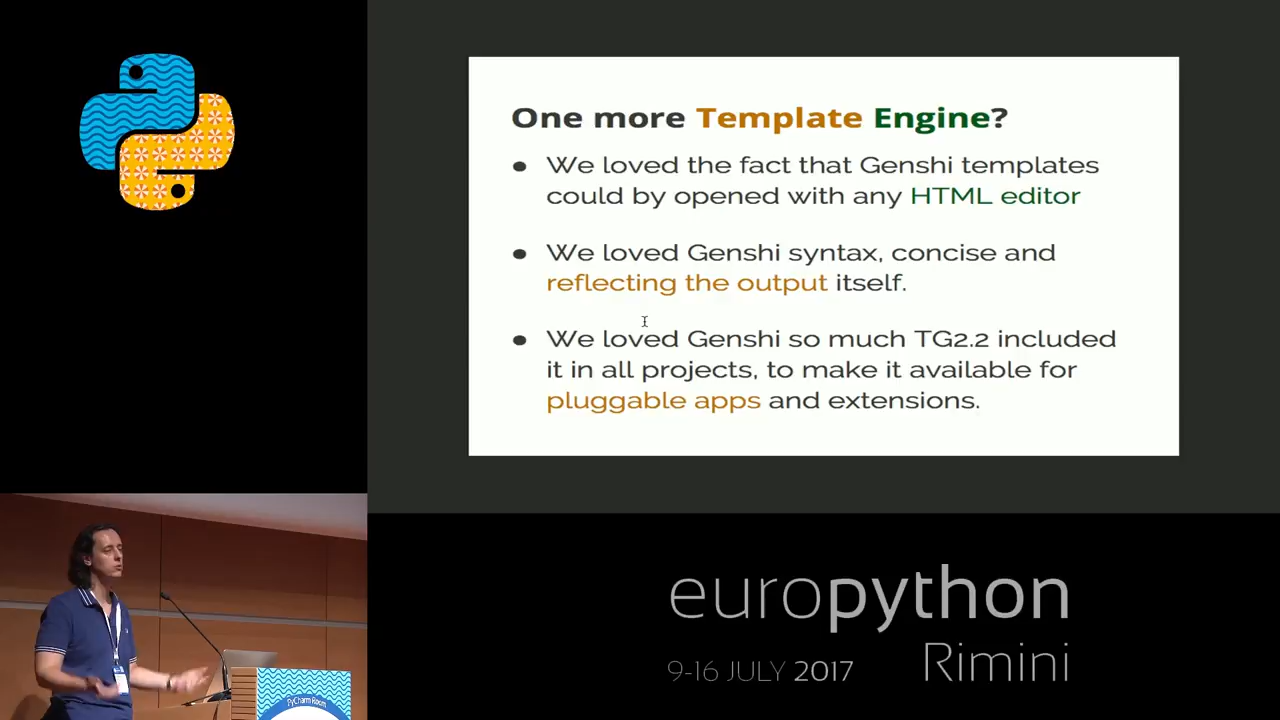 One more Template Engine?
● We loved the fact that Genshi templates
could by opened with any HTML editor
● We loved Genshi syntax, concise and
reflecting the output itself.
● We loved Genshi so much TG2.2 included
it in all projects, to make it available for
pluggable apps and extensions.
PyCharm Room
europython
Rimini
9-16 JULY 2017